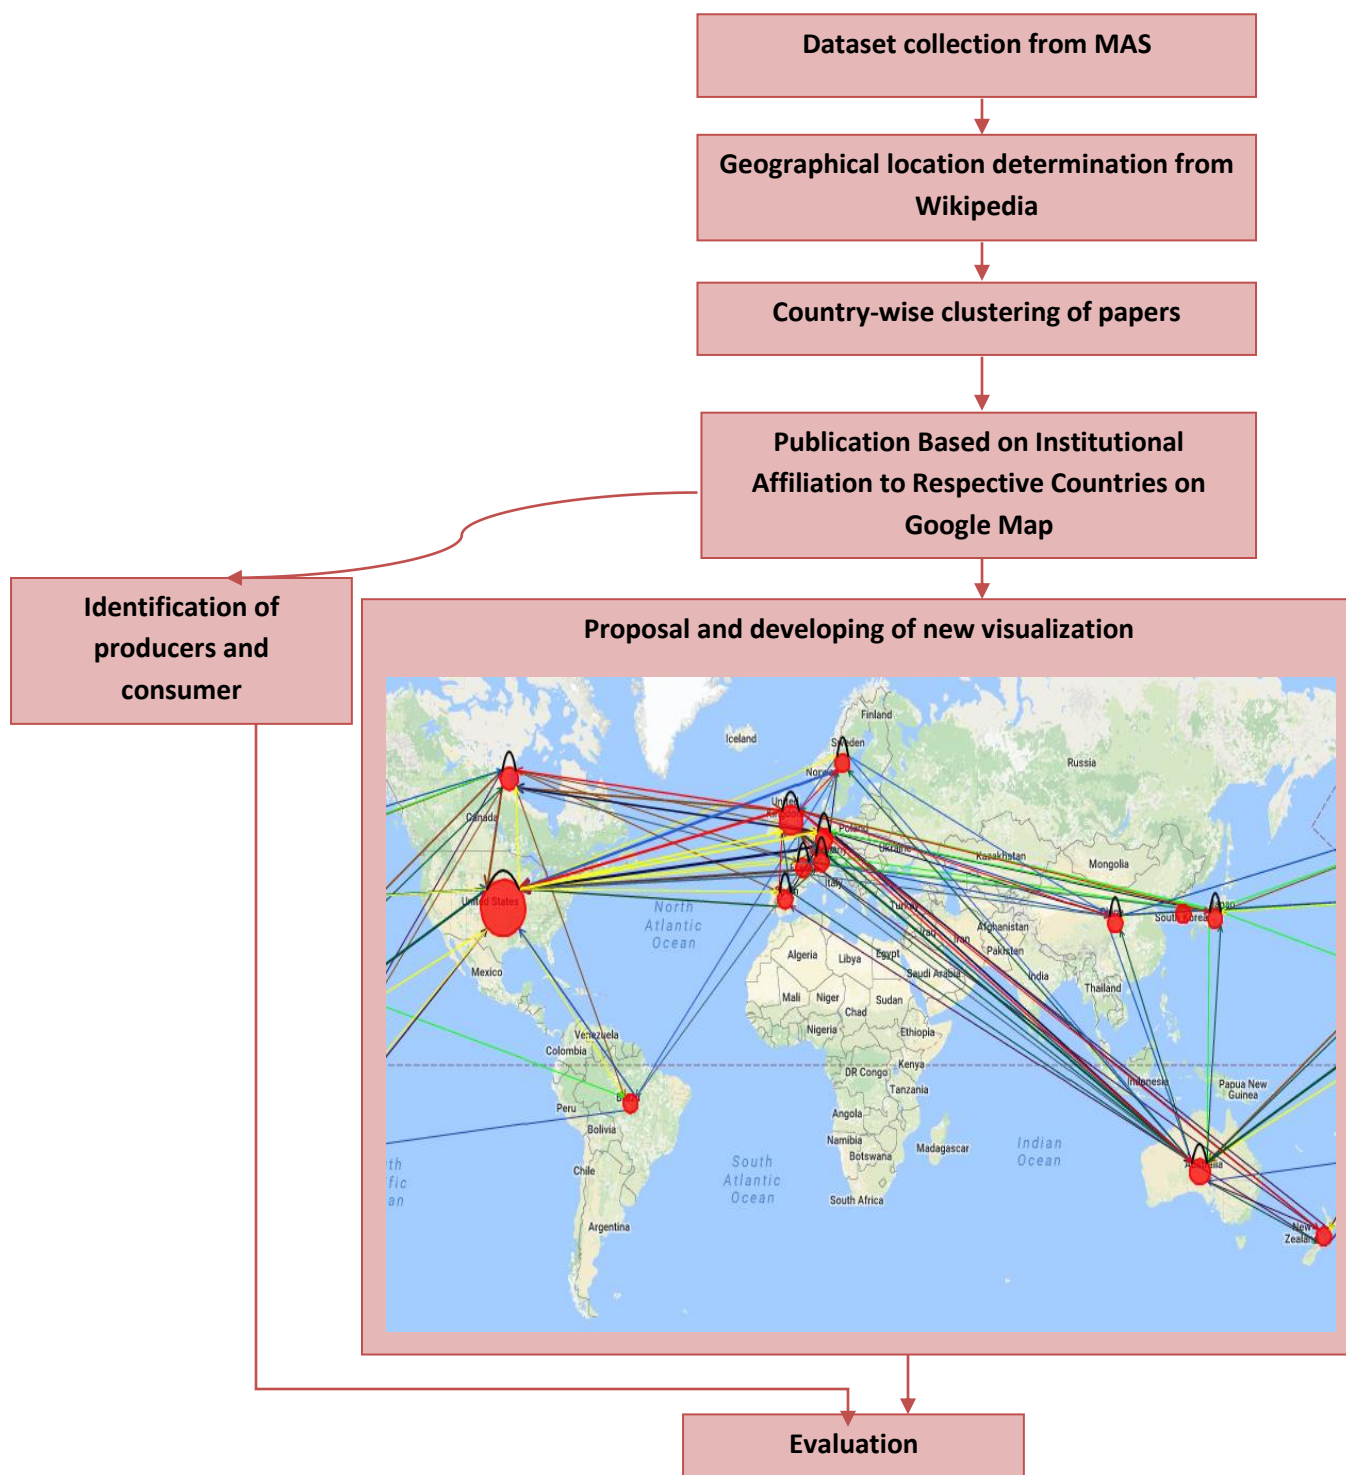 Dataset collection from MAS
Geographical location determination from
Wikipedia
Country-wise clustering of papers
Publication Based on Institutional
Affiliation to Respective Countries on
Google Map
Identification of
producers and
consumer
Proposal and developing of new visualization
Finland
Iceland
Sweden
Russia
Norway
United
Canada
Poland
Ukraine
Kazakhstan
Mongolia
Italy
United States
North
Atlantic
Ocean
South Korea
Afghanistan
Iran
Pakistan
Algeria
Libya
Egypt
Saudi Arabia
India
Mexico
Thailand
Mali
Niger
Sudan
Chad
Nigeria
Ethiopia
Venezuela
Colombia
Kenya
DR Congo
Tanzania
Indonesia
Papua New
Guinea
Peru
Angola
Bolivia
Namibia
Botswana
Madagascar
Indian
Ocean
South
Atlantic
Ocean
Chile
South Africa
Argentina
New
Zealand
Evaluation